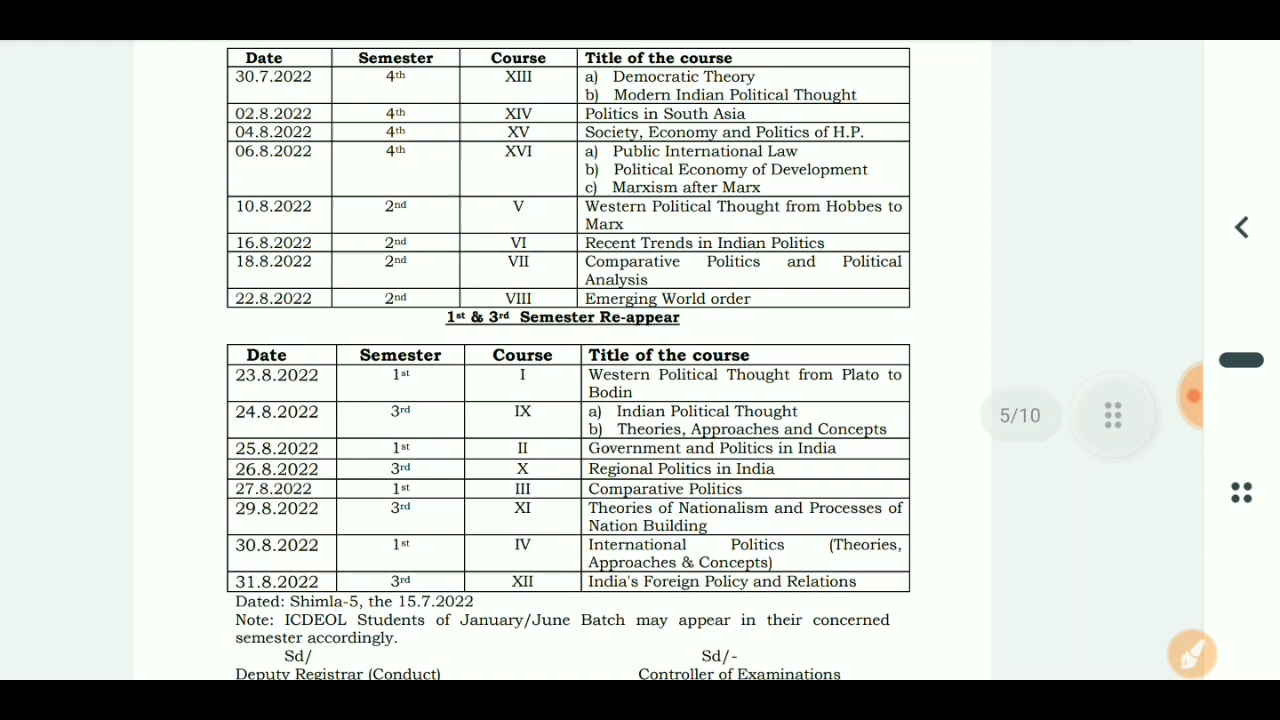 Date Semester Course Title of the course
30.7.2022 4th XIII a) Democratic Theory
b) Modern Indian Political Thought
02.8.2022 4th XIV Politics in South Asia
04.8.2022 4th XV Society, Economy and Politics of H.P.
06.8.2022 4th XVI a) Public International Law
b) Political Economy of Development
c) Marxism after Marx
10.8.2022 2nd V Western Political Thought from Hobbes to
Marx
16.8.2022 2nd VI Recent Trends in Indian Politics
18.8.2022 2nd VII Comparative Politics and Political
Analysis
22.8.2022 2nd VIII Emerging World order
1st & 3rd Semester Re-appear
Date Semester Course Title of the course
23.8.2022 1st I Western Political Thought from Plato to
Bodin
24.8.2022 3rd IX a) Indian Political Thought
b) Theories, Approaches and Concepts
25.8.2022 1st II Government and Politics in India
26.8.2022 3rd X Regional Politics in India
27.8.2022 1st III Comparative Politics
29.8.2022 3rd XI Theories of Nationalism and Processes of
Nation Building
30.8.2022 1st IV International Politics (Theories,
Approaches & Concepts)
31.8.2022 3rd XII India's Foreign Policy and Relations
Dated: Shimla-5, the 15.7.2022
Note: ICDEOL Students of January/June Batch may appear in their concerned
semester accordingly.
Sd/ Sd/-
Deputy Registrar (Conduct) Controller of Examinations
5/10